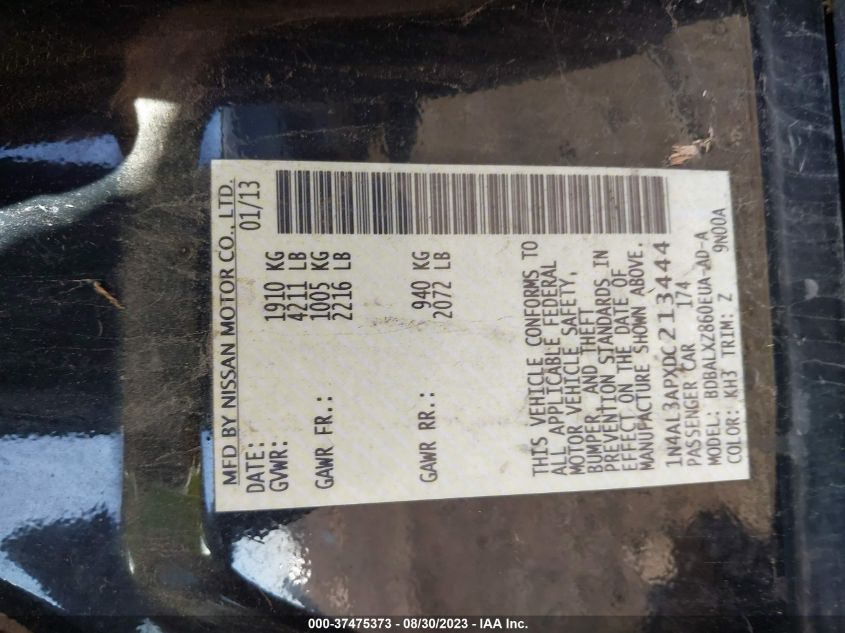 MFD BY NISSAN MOTOR CO., LTD.
DATE: 01/13
GVWR: 1910 KG
4211 LB
GAWR FR.: 1005 KG
2216 LB
GAWR RR.: 940 KG
2072 LB
THIS VEHICLE CONFORMS TO
ALL APPLICABLE FEDERAL
MOTOR VEHICLE SAFETY,
BUMPER, AND THEFT
PREVENTION STANDARDS IN
EFFECT ON THE DATE OF
MANUFACTURE SHOWN ABOVE.
1N4AL3APXDC213444
PASSENGER CAR 174
MODEL: BDBALXZ860EUA-AD-A
COLOR: KH3 TRIM: Z 9N00A
000-37475373 - 08/30/2023 - IAA Inc.